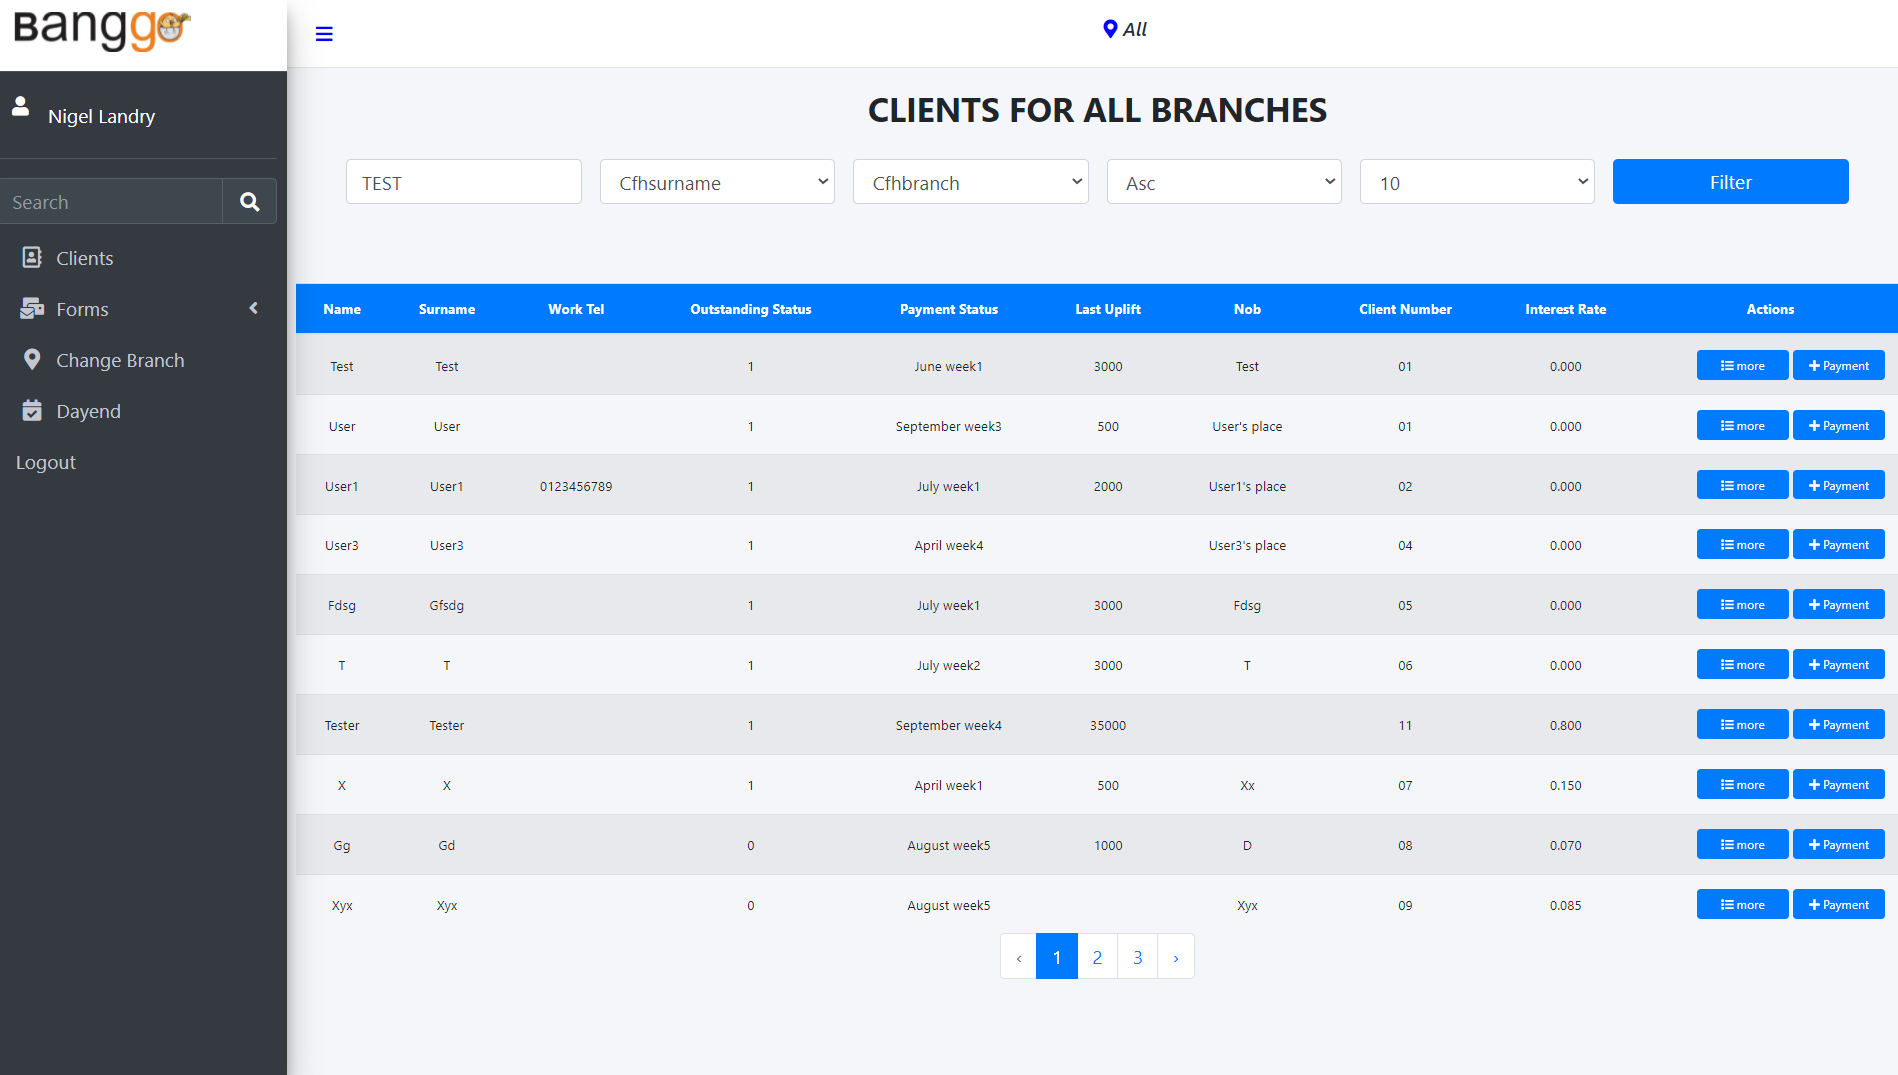 Banggo
All
Nigel Landry
Search
Clients
Forms
Change Branch
Dayend
Logout
CLIENTS FOR ALL BRANCHES
TEST Cfhsurname Cfhbranch Asc 10 Filter
Name Surname Work Tel Outstanding Status Payment Status Last Uplift Nob Client Number Interest Rate Actions
Test Test 1 June week1 3000 Test 01 0.000 more Payment
User User 1 September week3 500 User's place 01 0.000 more Payment
User1 User1 0123456789 1 July week1 2000 User1's place 02 0.000 more Payment
User3 User3 1 April week4 User3's place 04 0.000 more Payment
Fdsg Gfsdg 1 July week1 3000 Fdsg 05 0.000 more Payment
T T 1 July week2 3000 T 06 0.000 more Payment
Tester Tester 1 September week4 35000 11 0.800 more Payment
X X 1 April week1 500 Xx 07 0.150 more Payment
Gg Gd 0 August week5 1000 D 08 0.070 more Payment
Xyx Xyx 0 August week5 Xyx 09 0.085 more Payment
‹ 1 2 3 ›